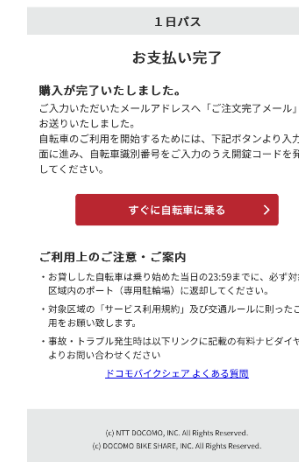 1日パス
お支払い完了
購入が完了いたしました。
ご入力いただいたメールアドレスへ「ご注文完了メール」
お送りいたしました。
自転車のご利用を開始するためには、下記ボタンより入力
面に進み、自転車識別番号をご入力のうえ開錠コードを発
してください。
すぐに自転車に乗る
ご利用上のご注意・ご案内
・お貸しした自転車は乗り始めた当日の23:59までに、必ず対
区域内のポート（専用駐輪場）に返却してください。
・対象区域の「サービス利用規約」及び交通ルールに則ったご
用をお願い致します。
・事故・トラブル発生時は以下リンクに記載の有料ナビダイヤ
よりお問い合わせください
ドコモバイクシェア よくある質問
(c) NTT DOCOMO, INC. All Rights Reserved.
(c) DOCOMO BIKE SHARE, INC. All Rights Reserved.